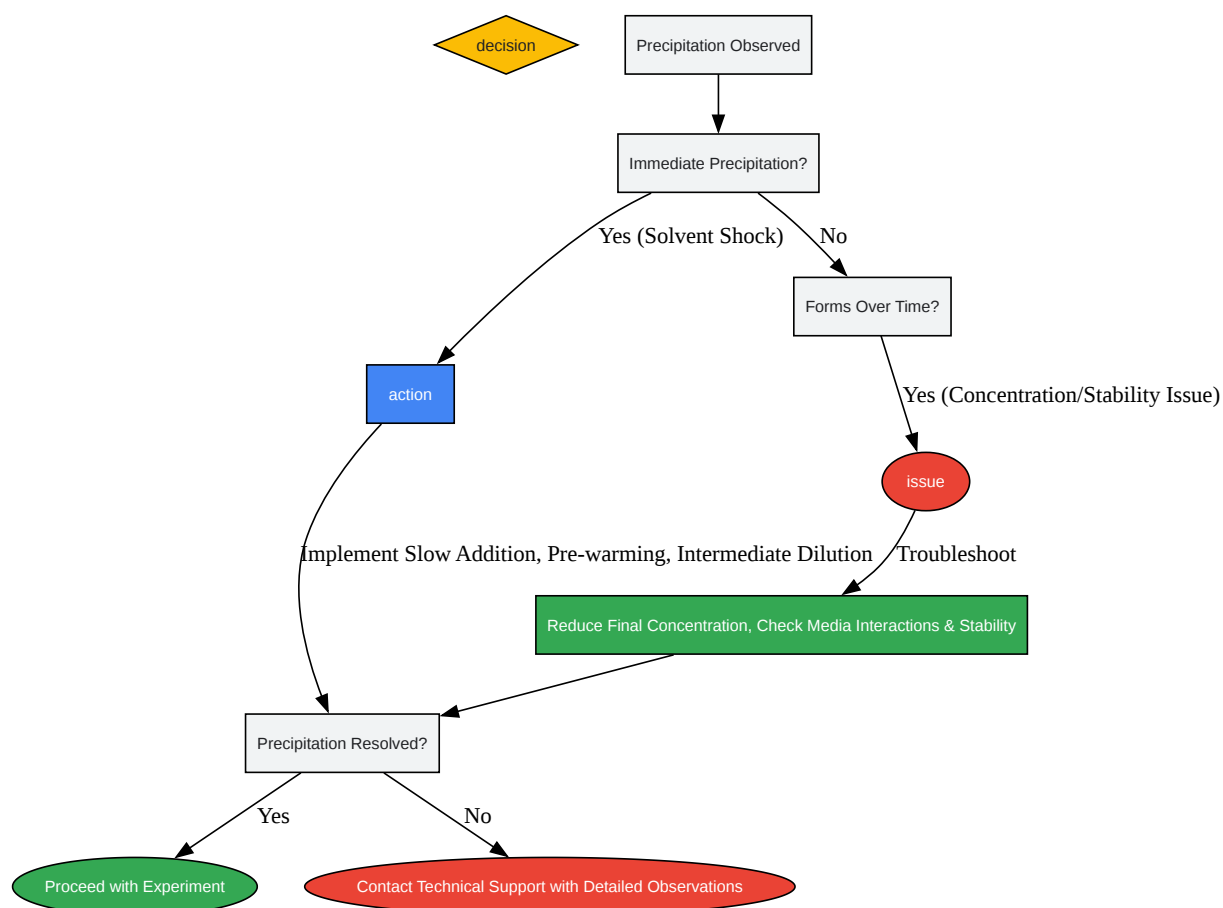 decision
Precipitation Observed
Immediate Precipitation?
Yes (Solvent Shock)
No
Forms Over Time?
action
Yes (Concentration/Stability Issue)
issue
Implement Slow Addition, Pre-warming, Intermediate Dilution
Troubleshoot
Reduce Final Concentration, Check Media Interactions & Stability
Precipitation Resolved?
Yes
No
Proceed with Experiment
Contact Technical Support with Detailed Observations